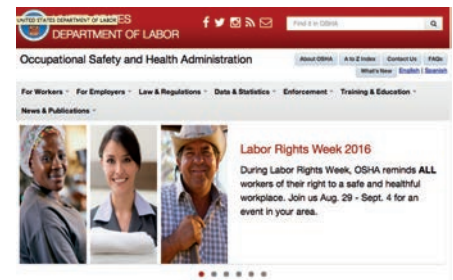 UNITED STATES DEPARTMENT OF LABOR
ES
DEPARTMENT OF LABOR
Find it in OSHA
Occupational Safety and Health Administration
About OSHA A to Z Index Contact Us FAQs
What's New English | Spanish
For Workers For Employers Law & Regulations Data & Statistics Enforcement Training & Education
News & Publications
Labor Rights Week 2016
During Labor Rights Week, OSHA reminds ALL
workers of their right to a safe and healthful
workplace. Join us Aug. 29 - Sept. 4 for an
event in your area.